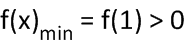 f(x)min = f(1) > 0